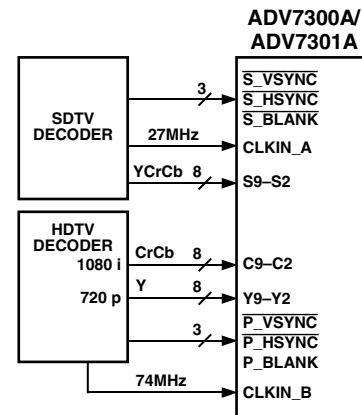 ADV7300A/
ADV7301A
SDTV
DECODER
3
S_VSYNC
S_HSYNC
S_BLANK
27MHz
CLKIN_A
YCrCb 8
S9–S2
HDTV
DECODER
1080 i
720 p
CrCb 8
C9–C2
Y 8
Y9–Y2
3
P_VSYNC
P_HSYNC
P_BLANK
74MHz
CLKIN_B